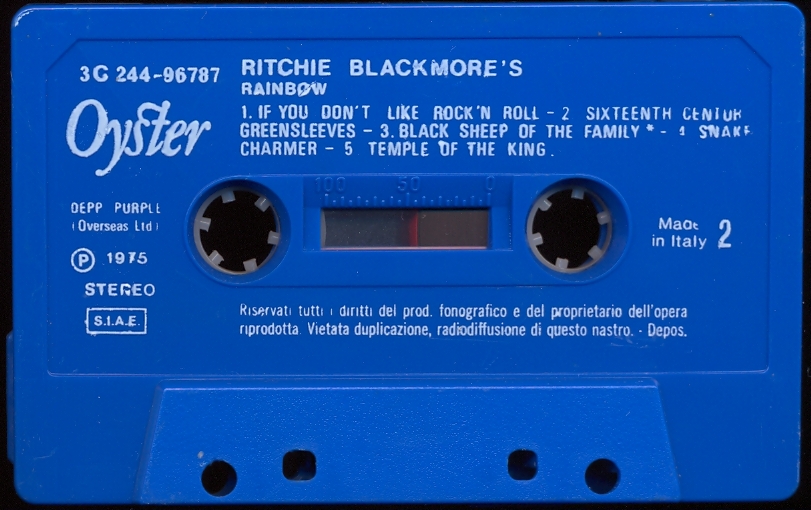 3C 244-96787
RITCHIE BLACKMORE'S
RAINBOW
1. IF YOU DON'T LIKE ROCK'N ROLL - 2 SIXTEENTH CENTUR
GREENSLEEVES - 3. BLACK SHEEP OF THE FAMILY * - 4 SNAKE
CHARMER - 5 TEMPLE OF THE KING.
Oyster
100 50 0
DEPP PURPLE
(Overseas Ltd)
Ⓟ 1975
STEREO
S.I.A.E.
Made
in Italy 2
Riservati tutti i diritti del prod. fonografico e del proprietario dell'opera
riprodotta. Vietata duplicazione, radiodiffusione di questo nastro. - Depos.